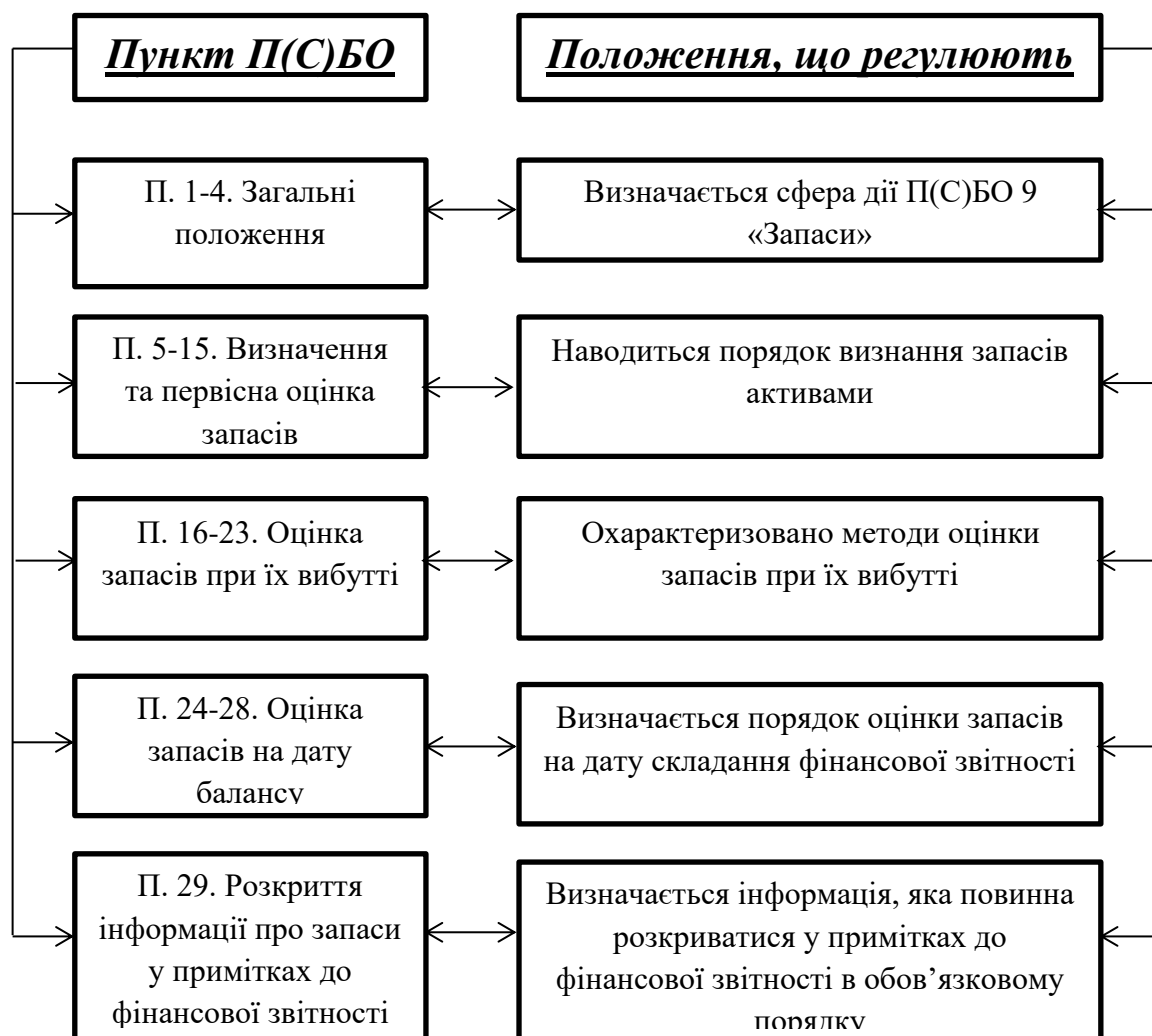 Пункт П(С)БО
Положення, що регулюють
П. 1-4. Загальні
положення
Визначається сфера дії П(С)БО 9
«Запаси»
П. 5-15. Визначення
та первісна оцінка
запасів
Наводиться порядок визнання запасів
активами
П. 16-23. Оцінка
запасів при їх вибутті
Охарактеризовано методи оцінки
запасів при їх вибутті
П. 24-28. Оцінка
запасів на дату
балансу
Визначається порядок оцінки запасів
на дату складання фінансової звітності
П. 29. Розкриття
інформації про запаси
у примітках до
фінансової звітності
Визначається інформація, яка повинна
розкриватися у примітках до
фінансової звітності в обов’язковому
порядку